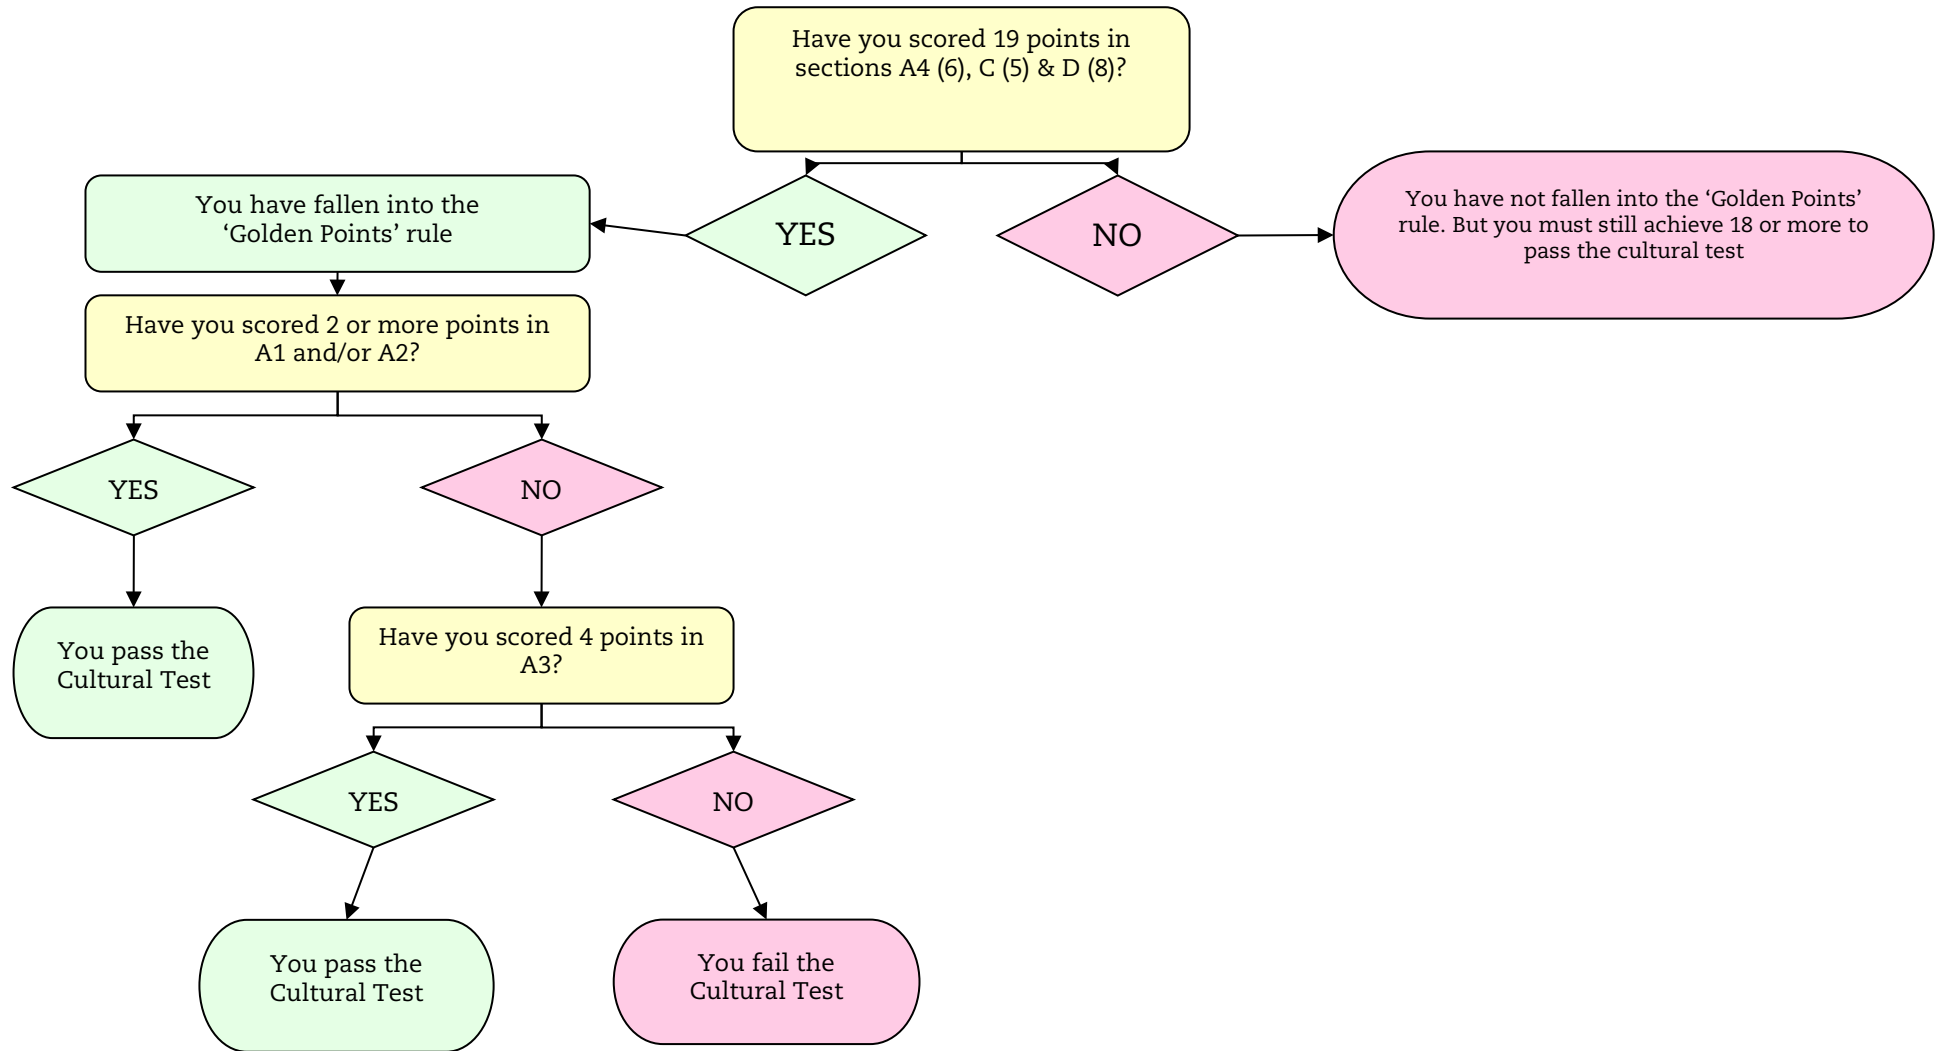 Have you scored 19 points in
sections A4 (6), C (5) & D (8)?
You have fallen into the
‘Golden Points’ rule
YES
NO
You have not fallen into the ‘Golden Points’
rule. But you must still achieve 18 or more to
pass the cultural test
Have you scored 2 or more points in
A1 and/or A2?
YES
NO
You pass the
Cultural Test
Have you scored 4 points in
A3?
YES
NO
You pass the
Cultural Test
You fail the
Cultural Test